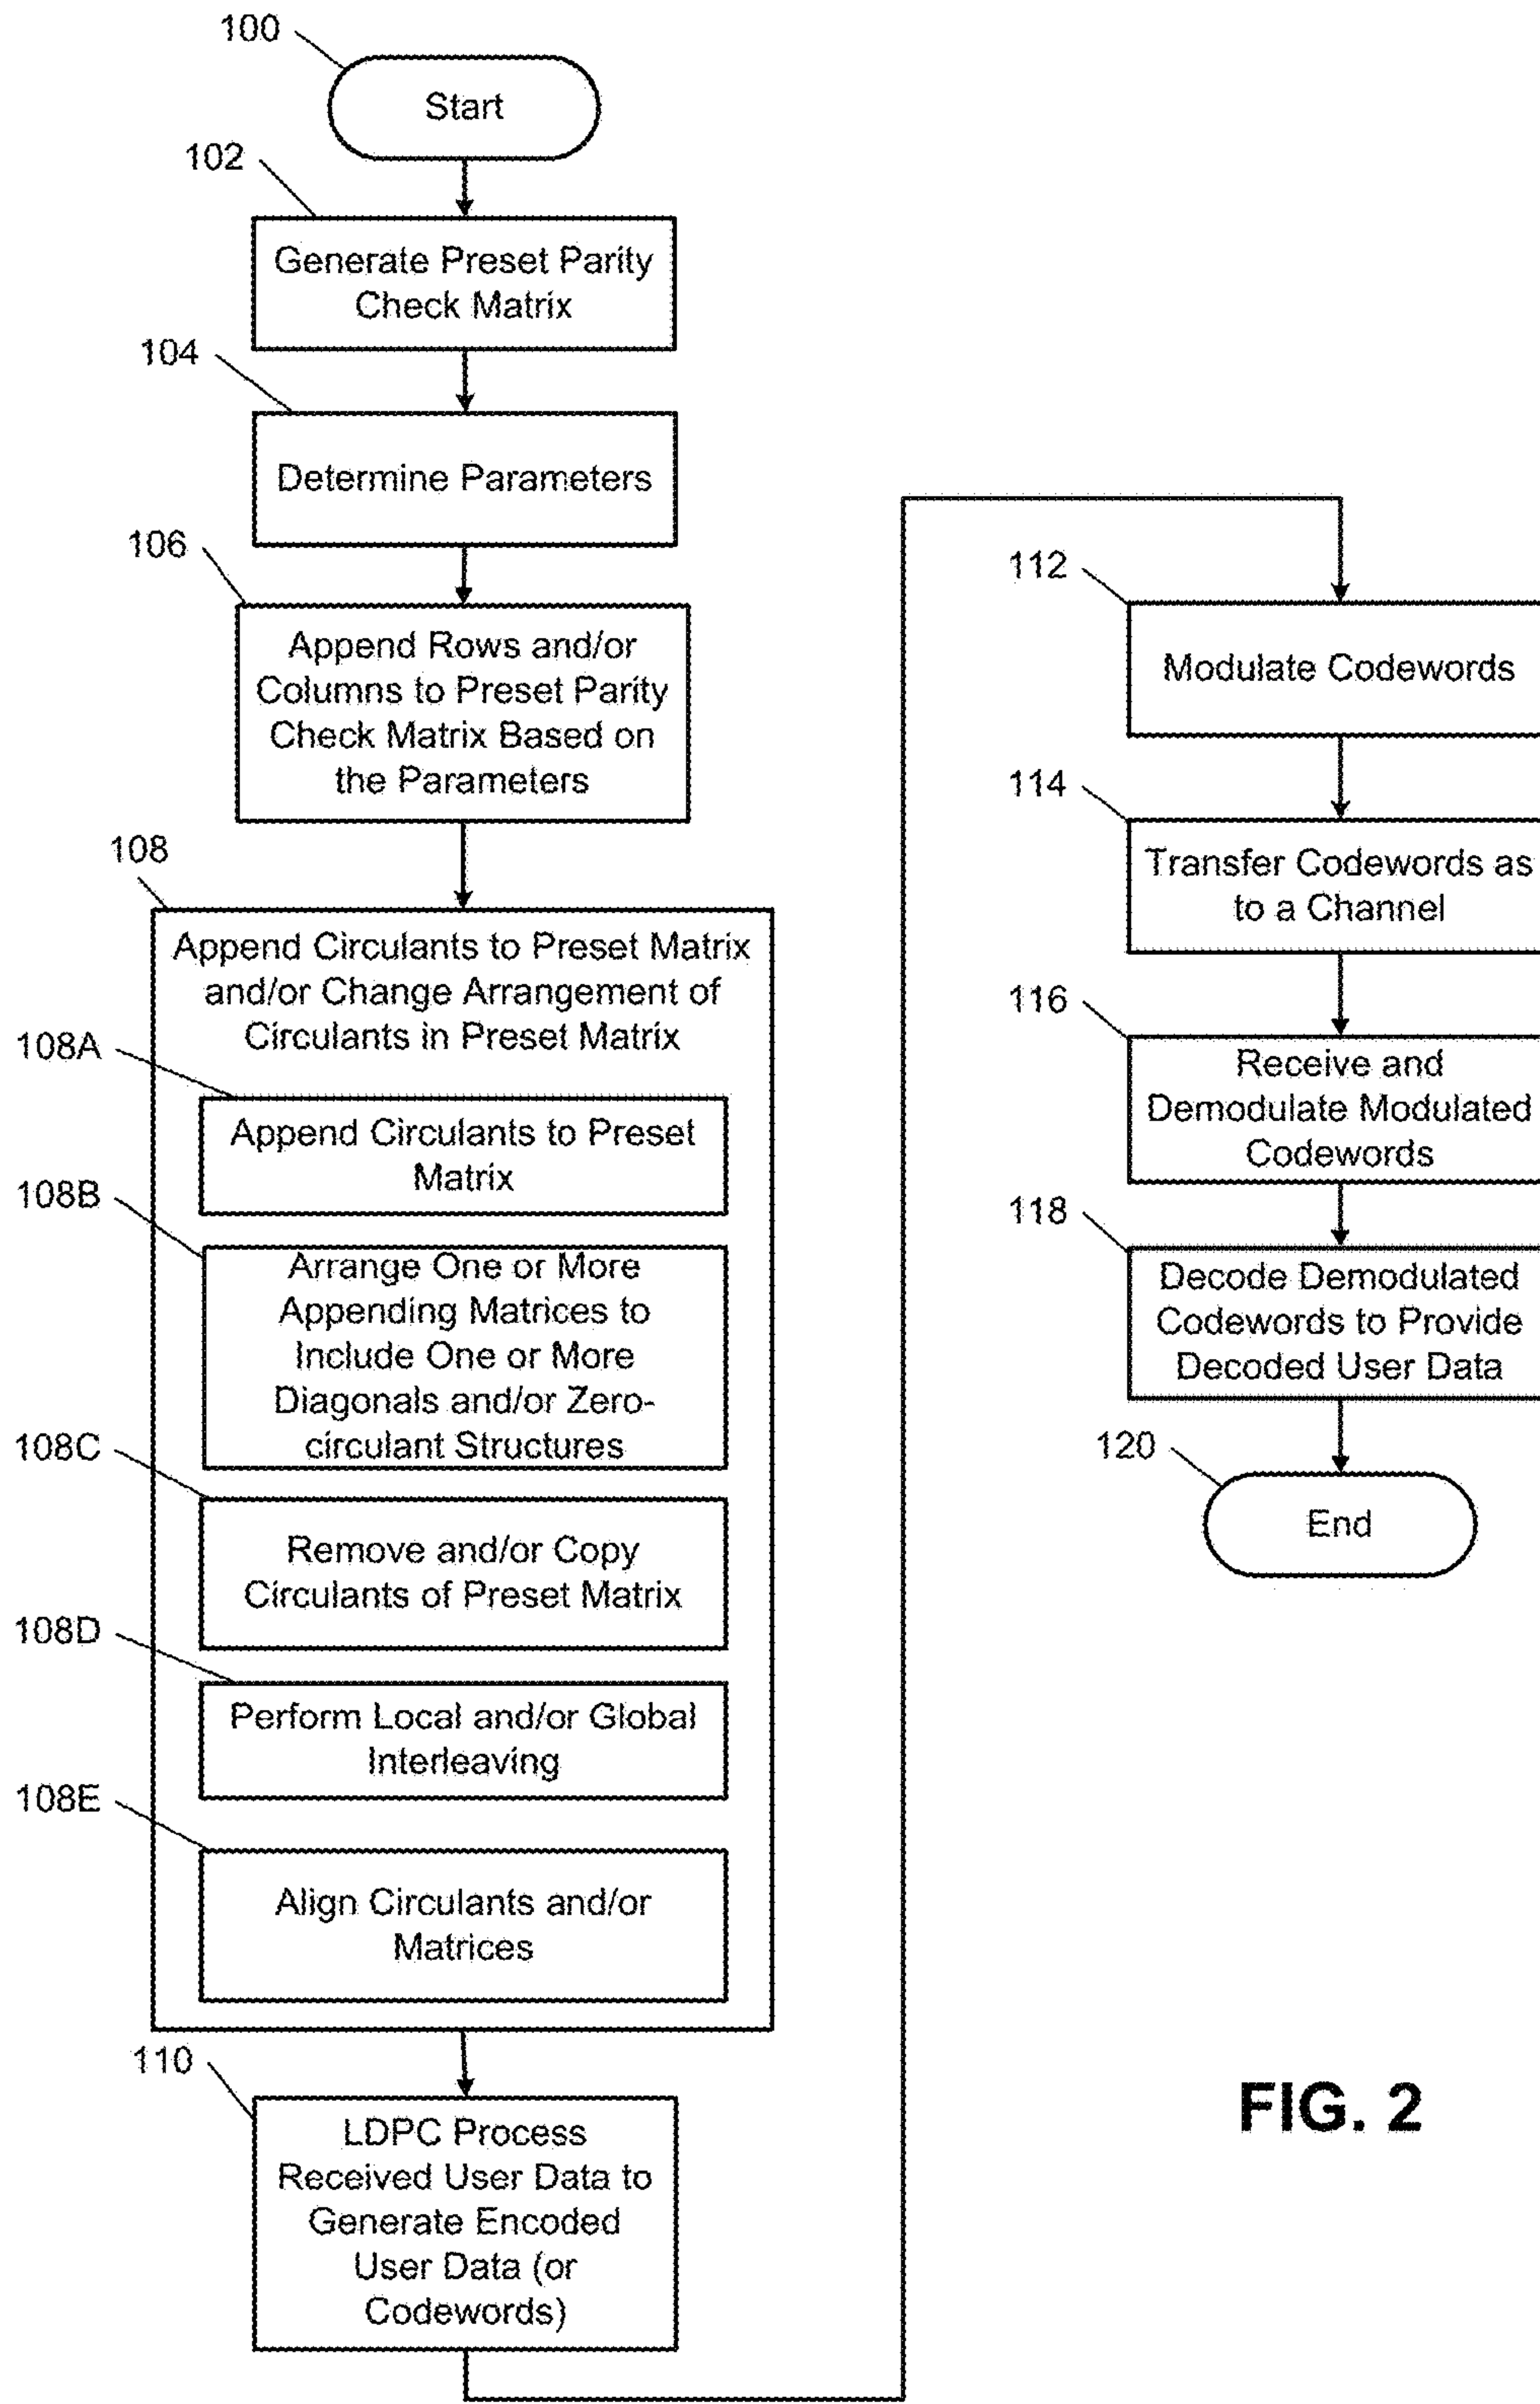 100
Start
102
Generate Preset Parity
Check Matrix
104
Determine Parameters
106
Append Rows and/or
Columns to Preset Parity
Check Matrix Based on
the Parameters
108
Append Circulants to Preset Matrix
and/or Change Arrangement of
Circulants in Preset Matrix
108A
Append Circulants to Preset
Matrix
108B
Arrange One or More
Appending Matrices to
Include One or More
Diagonals and/or Zero-
circulant Structures
108C
Remove and/or Copy
Circulants of Preset Matrix
108D
Perform Local and/or Global
Interleaving
108E
Align Circulants and/or
Matrices
110
LDPC Process
Received User Data to
Generate Encoded
User Data (or
Codewords)
112
Modulate Codewords
114
Transfer Codewords as
to a Channel
116
Receive and
Demodulate Modulated
Codewords
118
Decode Demodulated
Codewords to Provide
Decoded User Data
120
End
FIG. 2